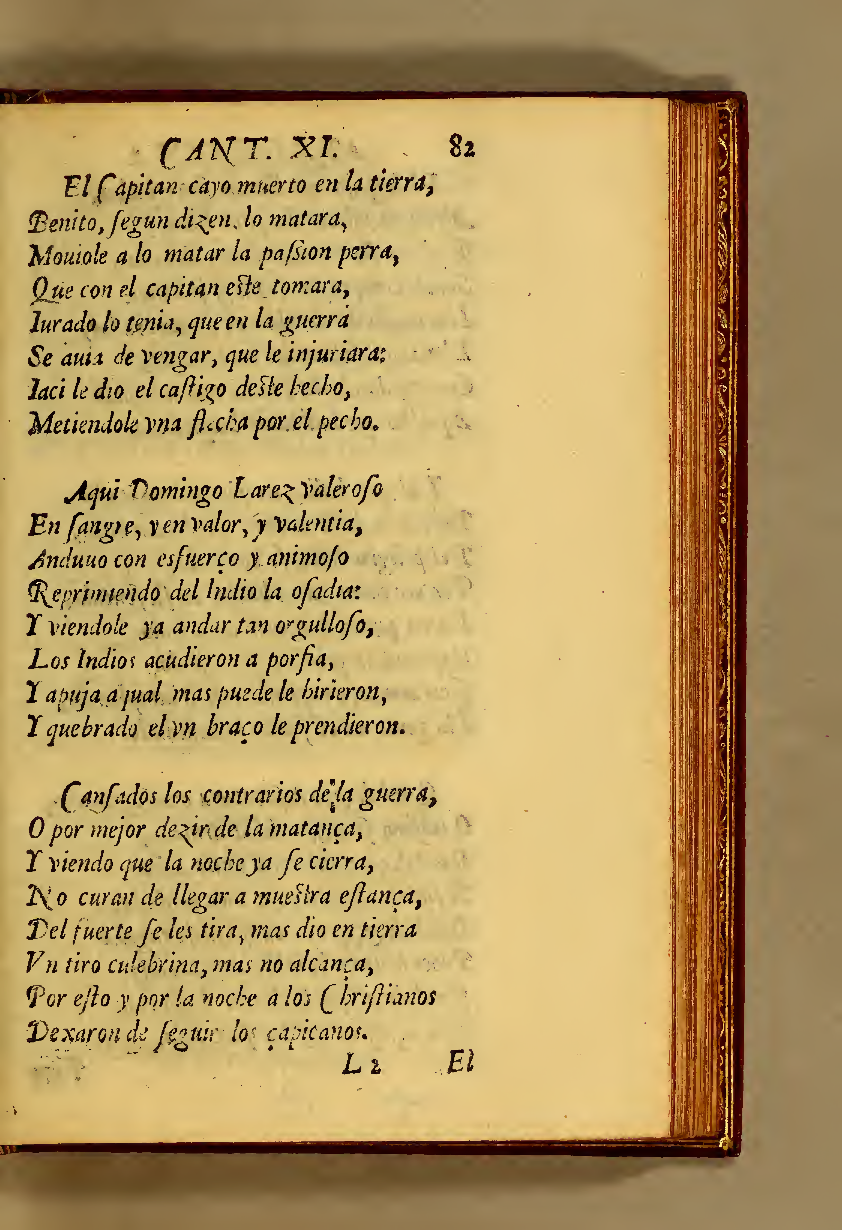 CANT. XI. 82
El Capitan cayo muerto en la tierra,
Benito, ſegun dizen, lo matara,
Mouiole a lo matar la paſsion perra,
Que con el capitan eſte tomara,
Iurado lo tenia, que en la guerra
Se auia de vengar, que le injuriara:
Iaci le dio el caſtigo deſte hecho,
Metiendole vna flecha por el pecho.
Aqui Domingo Larez valeroſo
En ſangre, y en valor, y valentia,
Anduuo con esfuerço y animoſo
Reprimiendo del Indio la oſadia:
Y viendole ya andar tan orgulloſo,
Los Indios acudieron a porfia,
Y apuja a qual mas puede le hirieron,
Y quebrado el vn braço le prendieron.
Canſados los contrarios de la guerra,
O por mejor dezir de la matança,
Y viendo que la noche ya ſe cierra,
No curan de llegar a mueſtra eſtança,
Del fuerte ſe les tira, mas dio en tierra
Vn tiro culebrina, mas no alcança,
Por eſto y por la noche a los Chriſtianos
Dexaron de ſeguir los çapicanos.
L 2 El